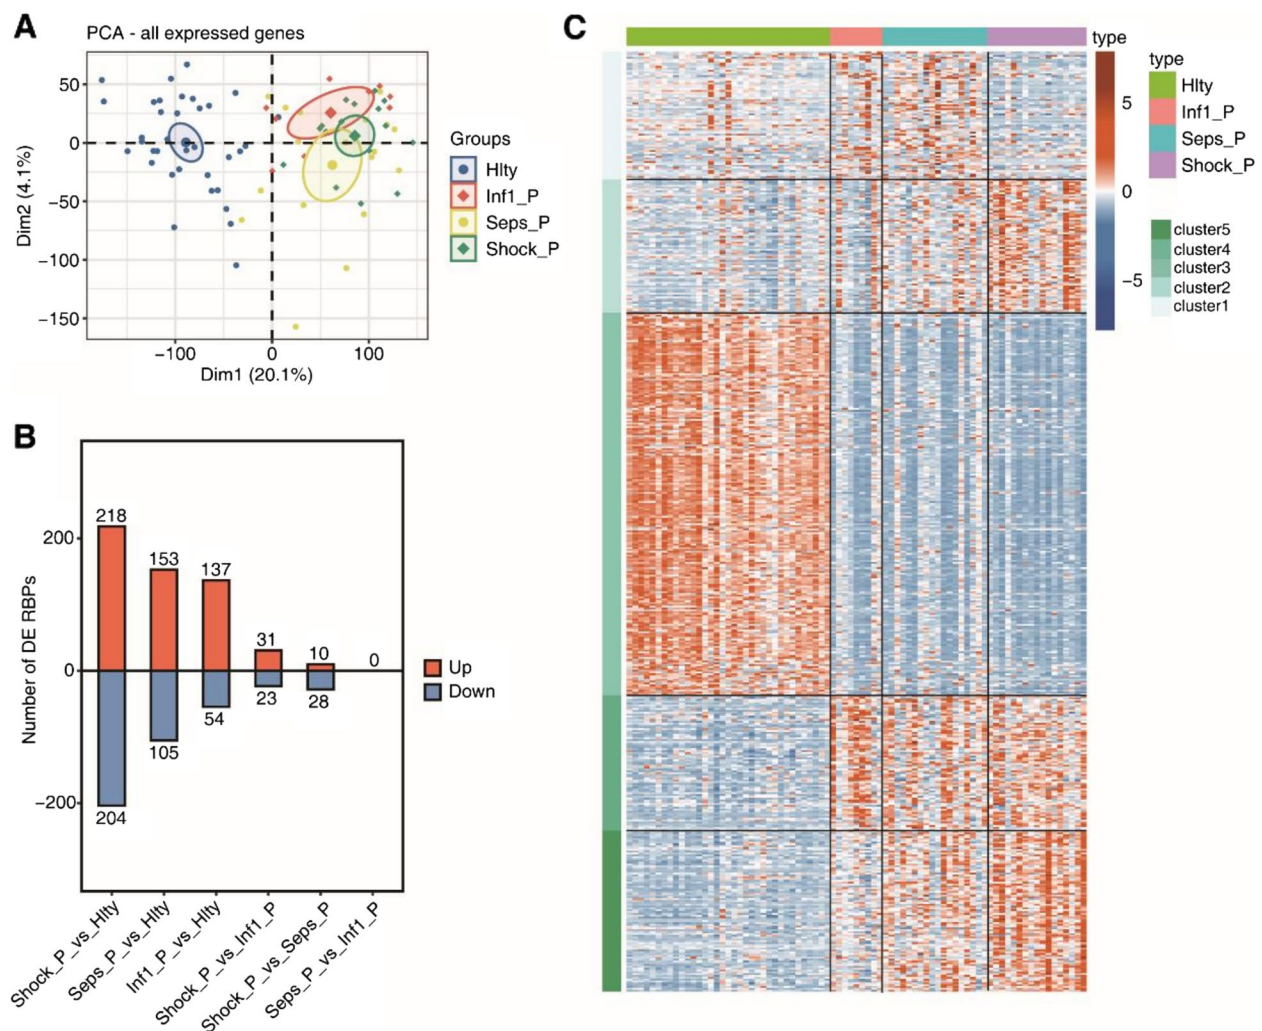 A
PCA - all expressed genes
50
0
−50
−100
−150
Dim2 (4.1%)
−100
0
100
Dim1 (20.1%)
Groups
Hlty
Inf1_P
Seps_P
Shock_P
B
218
153
137
31
10
0
200
0
−200
204
105
54
23
28
Number of DE RBPs
Up
Down
Shock_P_vs_Hlty
Seps_P_vs_Hlty
Inf1_P_vs_Hlty
Shock_P_vs_Inf1_P
Shock_P_vs_Seps_P
Seps_P_vs_Inf1_P
C
type
5
0
−5
type
Hlty
Inf1_P
Seps_P
Shock_P
cluster5
cluster4
cluster3
cluster2
cluster1